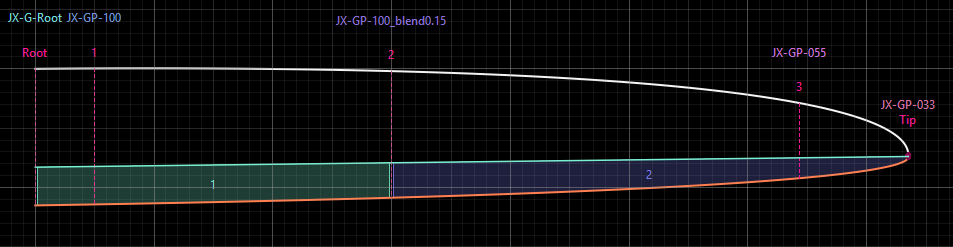 JX-G-Root JX-GP-100
JX-GP-100_blend0.15
Root
1
2
JX-GP-055
3
JX-GP-033
Tip
1
2